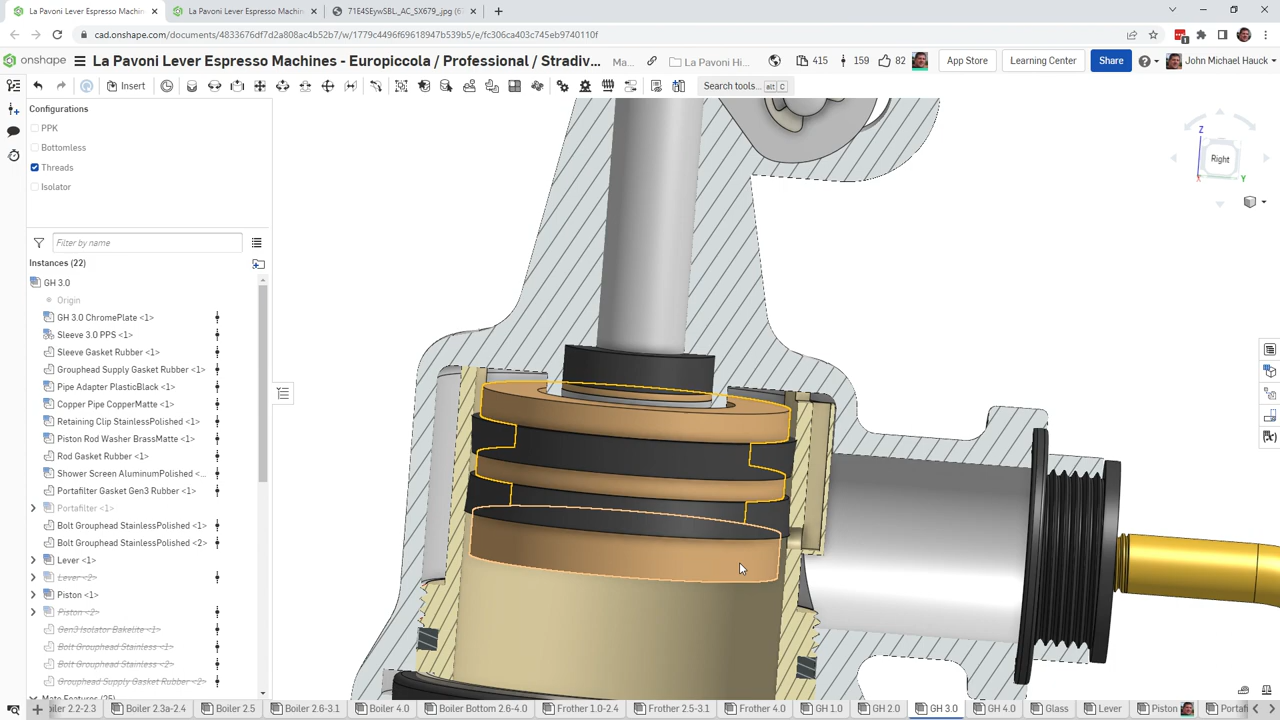 La Pavoni Lever Espresso Machin
La Pavoni Lever Espresso Machin
71E4SEywSBL._AC_SX679_.jpg (67
cad.onshape.com/documents/4833676df7d2a808ac4b52b7/w/1779c4496f69618947b539b5/e/fc306ca403c745eb9740110f
onshape
La Pavoni Lever Espresso Machines - Europiccola / Professional / Stradiv...
Ma...
La Pavoni Hi...
415
159
82
App Store
Learning Center
Share
John Michael Hauck
Insert
Search tools...
alt
C
Configurations
PPK
Bottomless
Threads
Isolator
Filter by name
Instances (22)
GH 3.0
Origin
GH 3.0 ChromePlate <1>
Sleeve 3.0 PPS <1>
Sleeve Gasket Rubber <1>
Grouphead Supply Gasket Rubber <1>
Pipe Adapter PlasticBlack <1>
Copper Pipe CopperMatte <1>
Retaining Clip StainlessPolished <1>
Piston Rod Washer BrassMatte <1>
Rod Gasket Rubber <1>
Shower Screen AluminumPolished <...
Portafilter Gasket Gen3 Rubber <1>
Portafilter <1>
Bolt Grouphead StainlessPolished <1>
Bolt Grouphead StainlessPolished <2>
Lever <1>
Lever <2>
Piston <1>
Piston <2>
Gen3 Isolator Bakelite <1>
Bolt Grouphead Stainless <1>
Bolt Grouphead Stainless <2>
Grouphead Supply Gasket Rubber <2>
Mate Features (25)
Z
Right
X
Y
oiler 2.2-2.3
Boiler 2.3a-2.4
Boiler 2.5
Boiler 2.6-3.1
Boiler 4.0
Boiler Bottom 2.6-4.0
Frother 1.0-2.4
Frother 2.5-3.1
Frother 4.0
GH 1.0
GH 2.0
GH 3.0
GH 4.0
Glass
Lever
Piston
Portafi